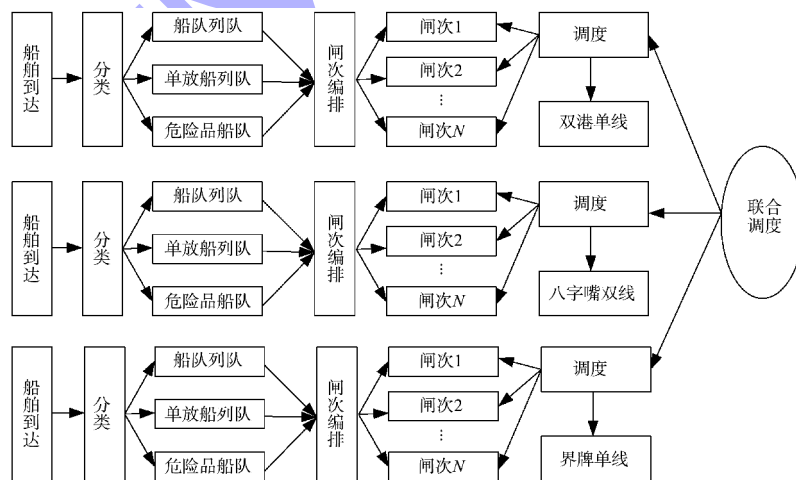 船舶到达
分类
船队列队
单放船列队
危险品船队
闸次编排
闸次1
闸次2
⋮
闸次N
调度
双港单线
船舶到达
分类
船队列队
单放船列队
危险品船队
闸次编排
闸次1
闸次2
⋮
闸次N
调度
八字嘴双线
联合
调度
船舶到达
分类
船队列队
单放船列队
危险品船队
闸次编排
闸次1
闸次2
⋮
闸次N
调度
界牌单线